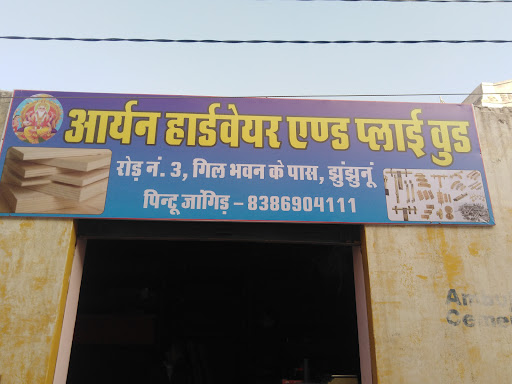 आर्यन हार्डवेयर एण्ड प्लाई वुड
रोड़ नं. 3, गिल भवन के पास, झुंझुनूं
पिन्टू जांगिड़ – 8386904111